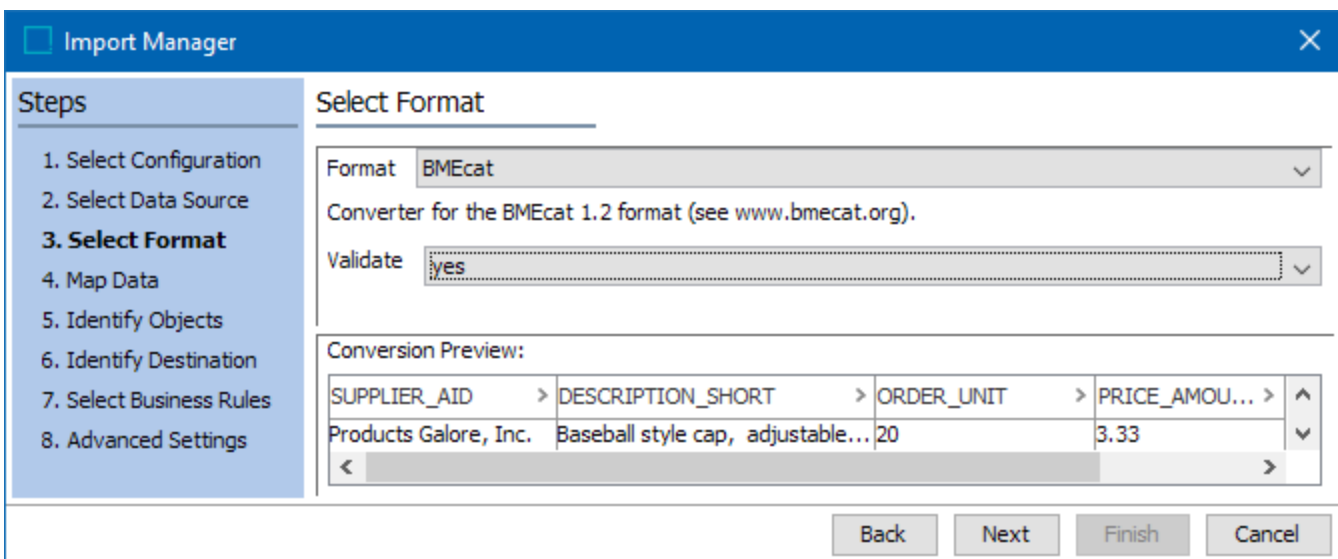 Import Manager
Steps
1. Select Configuration
2. Select Data Source
3. Select Format
4. Map Data
5. Identify Objects
6. Identify Destination
7. Select Business Rules
8. Advanced Settings
Select Format
Format BMEcat
Converter for the BMEcat 1.2 format (see www.bmecat.org).
Validate yes
Conversion Preview:
SUPPLIER_AID > DESCRIPTION_SHORT > ORDER_UNIT > PRICE_AMOU... >
Products Galore, Inc. Baseball style cap, adjustable... 20 3.33
Back Next Finish Cancel